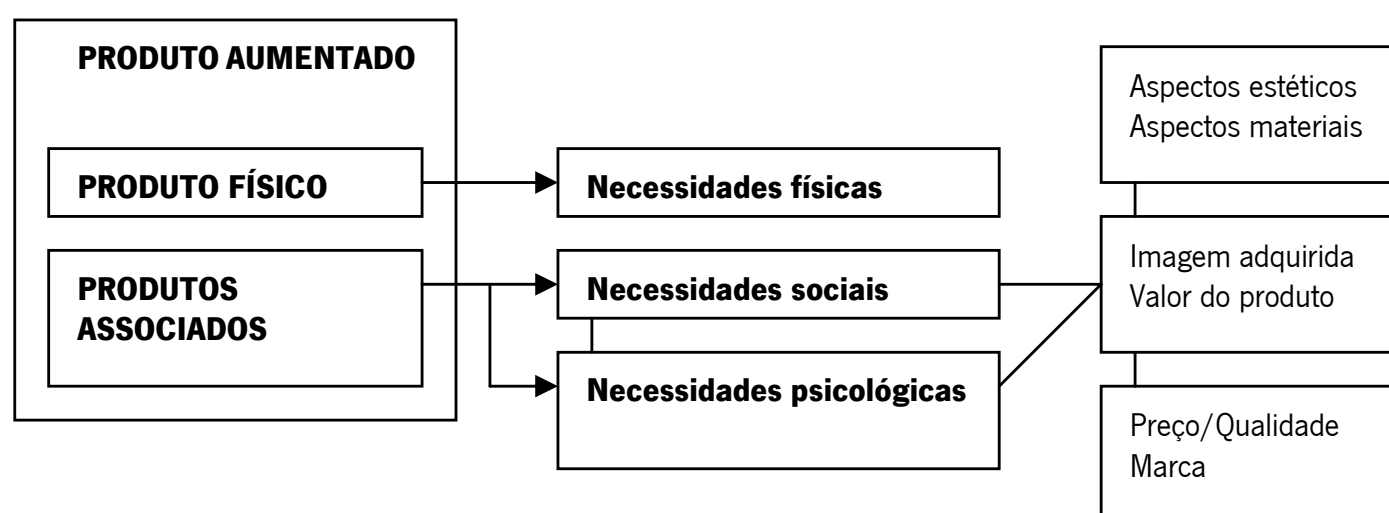 PRODUTO AUMENTADO
PRODUTO FÍSICO
PRODUTOS
ASSOCIADOS
Necessidades físicas
Necessidades sociais
Necessidades psicológicas
Aspectos estéticos
Aspectos materiais
Imagem adquirida
Valor do produto
Preço/Qualidade
Marca